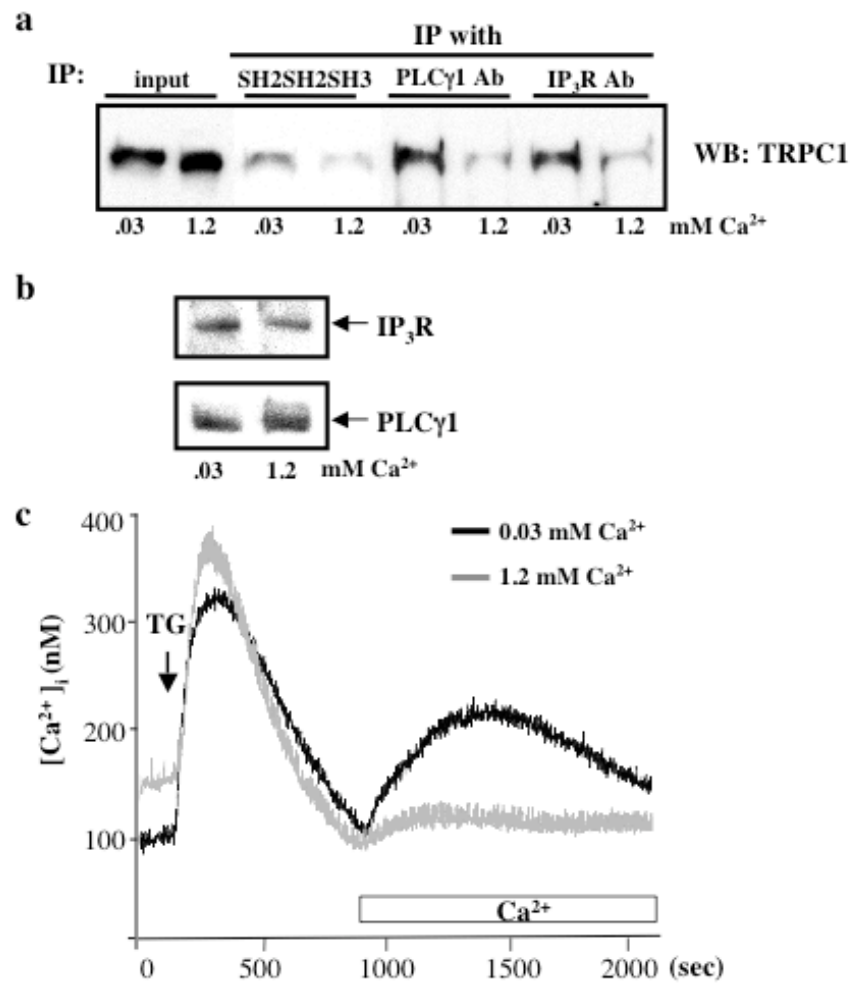 a
IP with
IP: input SH2SH2SH3 PLCγ1 Ab IP₃R Ab
WB: TRPC1
.03 1.2 .03 1.2 .03 1.2 .03 1.2 mM Ca²⁺
b
IP₃R
PLCγ1
.03 1.2 mM Ca²⁺
c
400
300
200
100
[Ca²⁺]ᵢ (nM)
TG
0.03 mM Ca²⁺
1.2 mM Ca²⁺
Ca²⁺
0 500 1000 1500 2000 (sec)